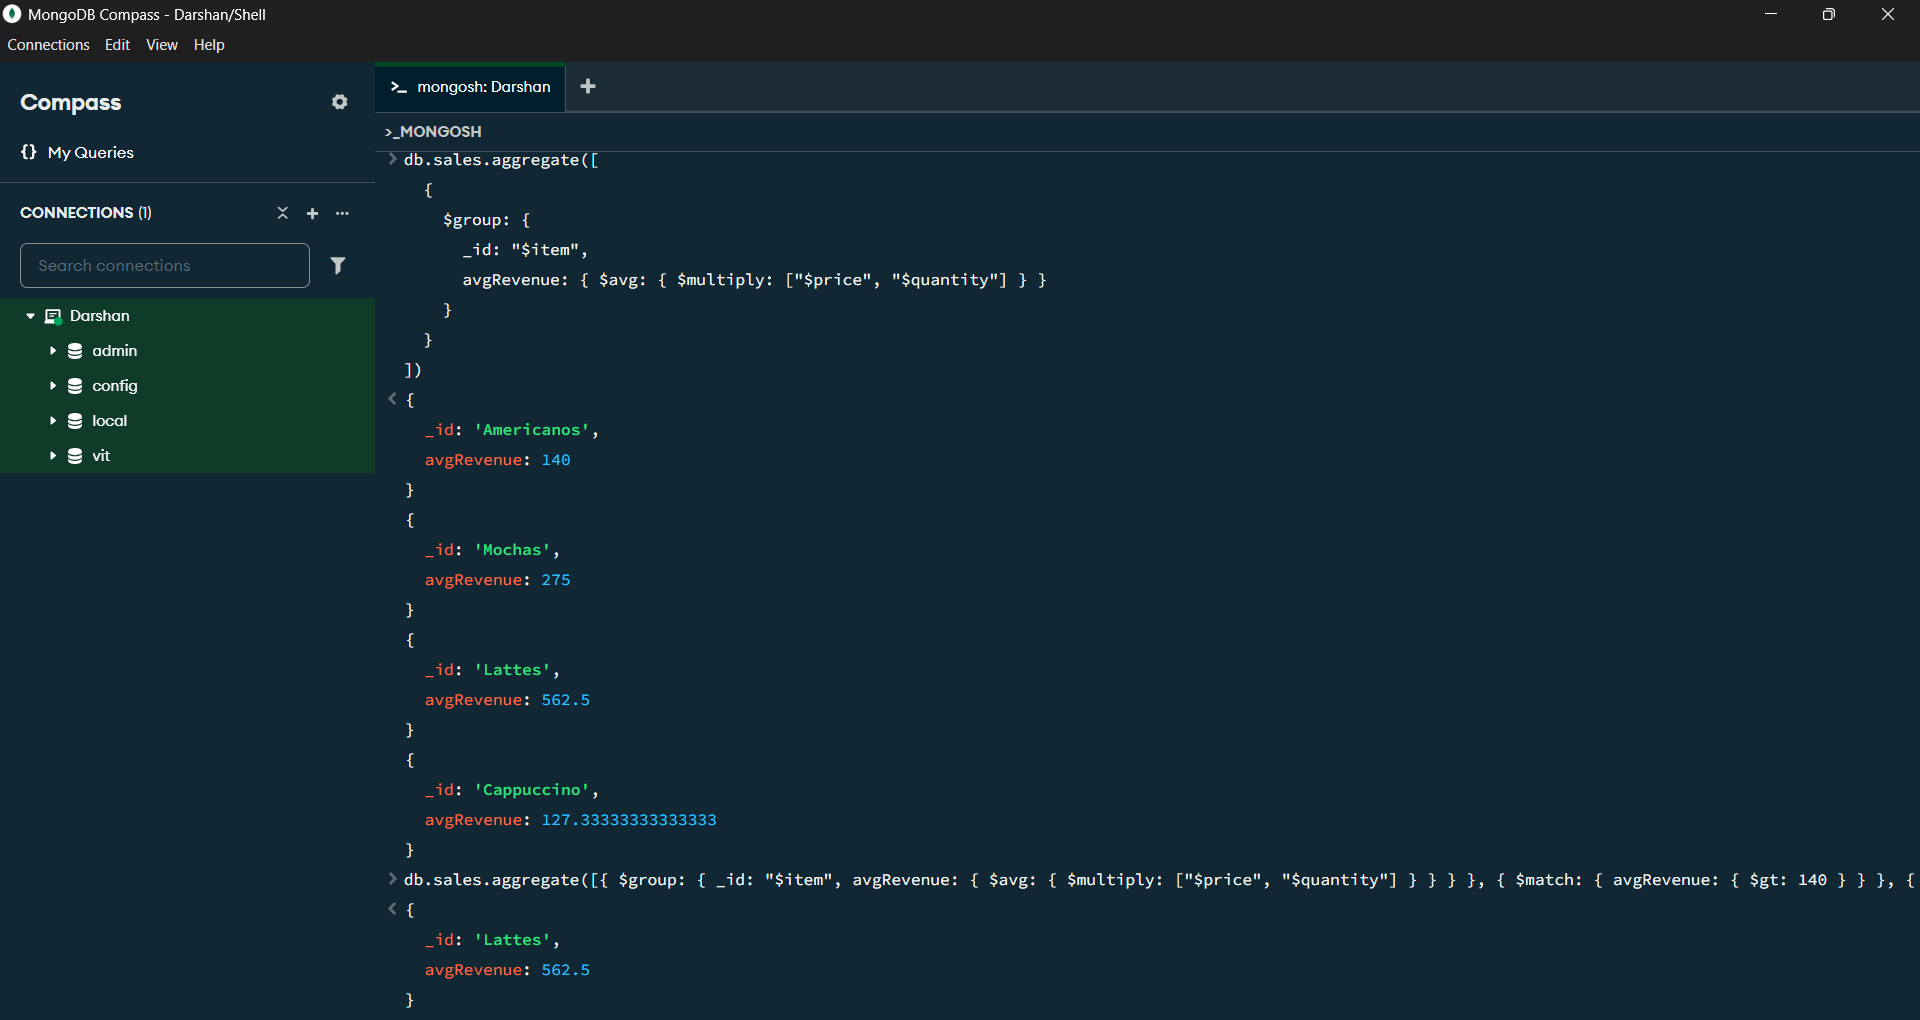 MongoDB Compass - Darshan/Shell
Connections Edit View Help
Compass
{} My Queries
CONNECTIONS (1)
Search connections
Darshan
admin
config
local
vit
>_ mongosh: Darshan +
>_MONGOSH
> db.sales.aggregate([
{
$group: {
_id: "$item",
avgRevenue: { $avg: { $multiply: ["$price", "$quantity"] } }
}
}
])
< {
_id: 'Americanos',
avgRevenue: 140
}
{
_id: 'Mochas',
avgRevenue: 275
}
{
_id: 'Lattes',
avgRevenue: 562.5
}
{
_id: 'Cappuccino',
avgRevenue: 127.33333333333333
}
> db.sales.aggregate([{ $group: { _id: "$item", avgRevenue: { $avg: { $multiply: ["$price", "$quantity"] } } } }, { $match: { avgRevenue: { $gt: 140 } } }, {
< {
_id: 'Lattes',
avgRevenue: 562.5
}